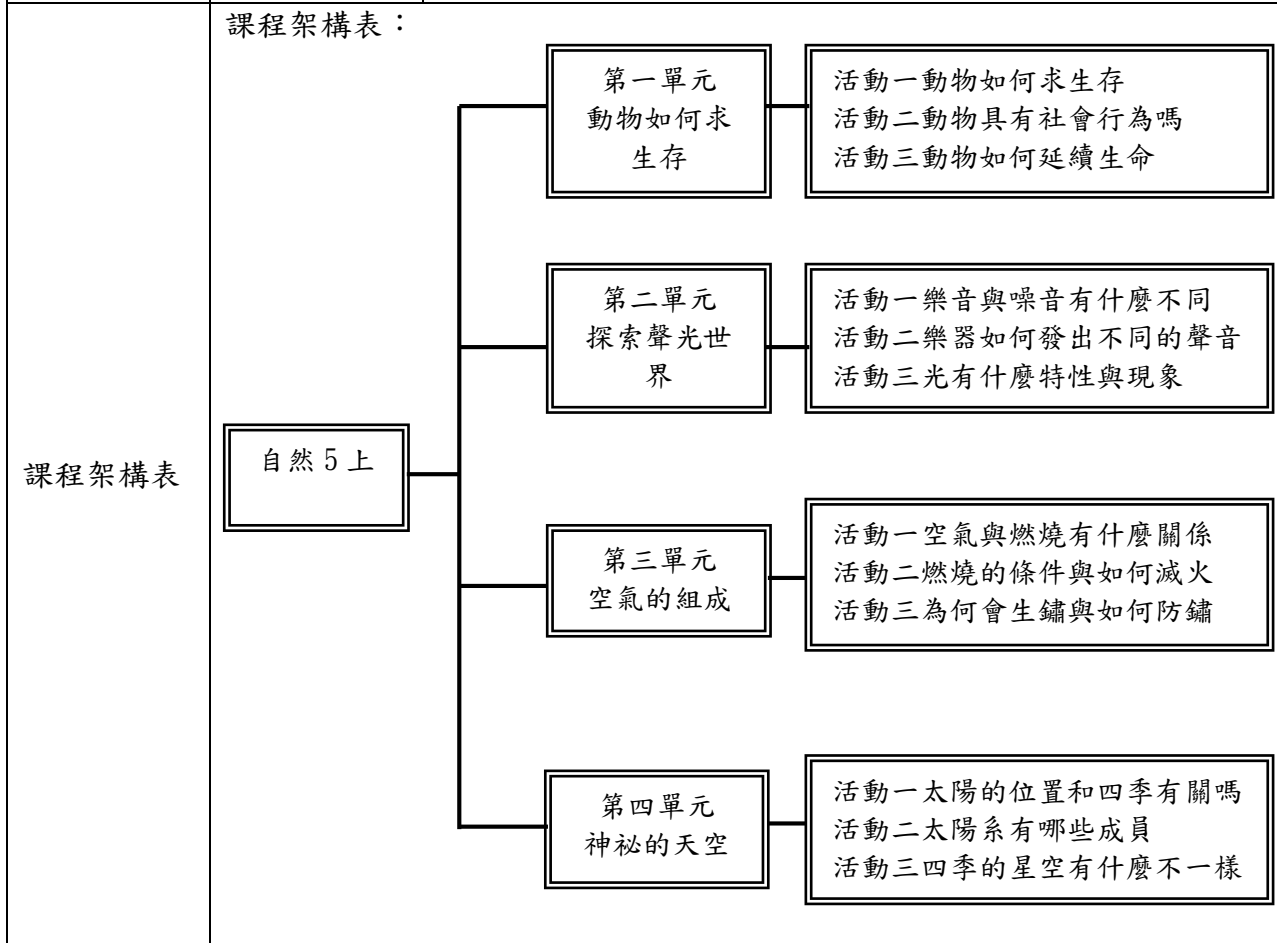 課程架構表：
課程架構表
自然5上
第一單元
動物如何求
生存
活動一動物如何求生存
活動二動物具有社會行為嗎
活動三動物如何延續生命
第二單元
探索聲光世
界
活動一樂音與噪音有什麼不同
活動二樂器如何發出不同的聲音
活動三光有什麼特性與現象
第三單元
空氣的組成
活動一空氣與燃燒有什麼關係
活動二燃燒的條件與如何滅火
活動三為何會生鏽與如何防鏽
第四單元
神祕的天空
活動一太陽的位置和四季有關嗎
活動二太陽系有哪些成員
活動三四季的星空有什麼不一樣